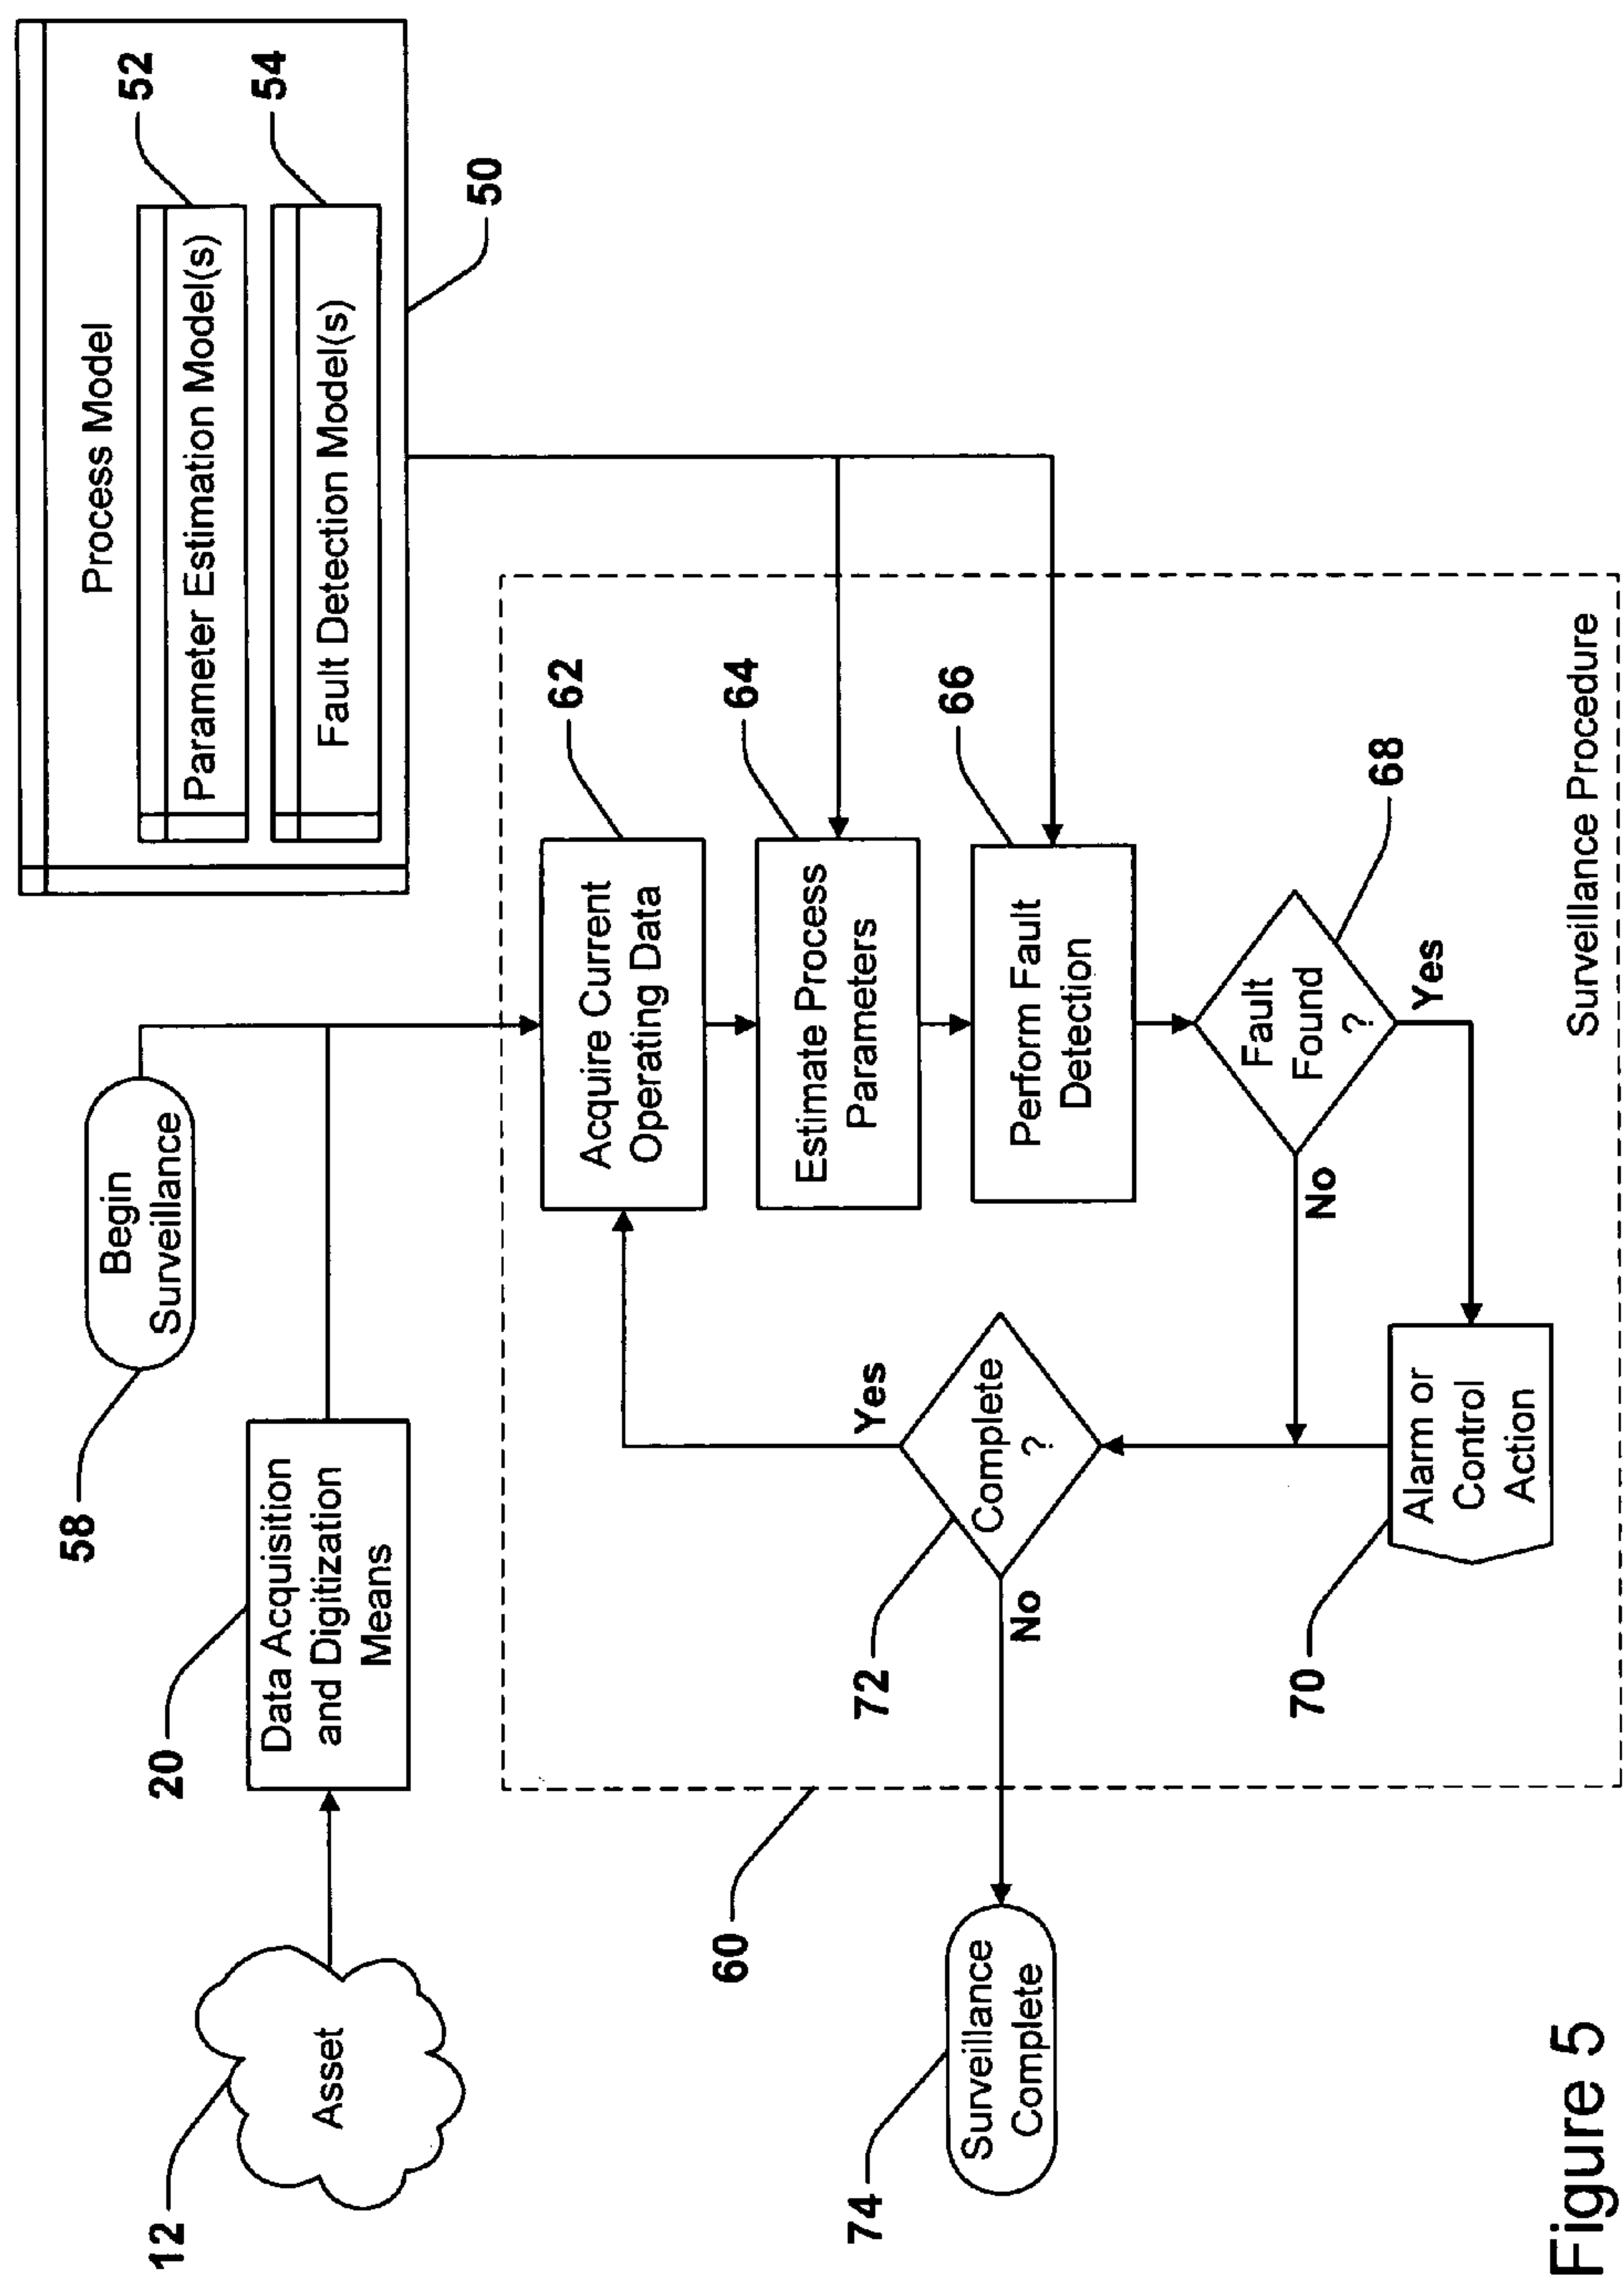 Process Model
52
Parameter Estimation Model(s)
54
Fault Detection Model(s)
50
58
Begin
Surveillance
12
Asset
20
Data Acquisition
and Digitization
Means
62
Acquire Current
Operating Data
64
Estimate Process
Parameters
66
Perform Fault
Detection
68
Fault
Found
?
Yes
No
70
Alarm or
Control
Action
72
Complete
?
Yes
No
60
74
Surveillance
Complete
Surveillance Procedure
Figure 5